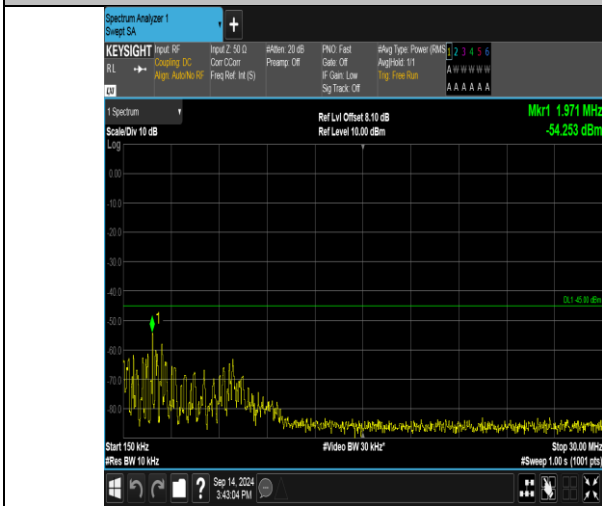 Spectrum Analyzer 1
Swept SA
+
KEYSIGHT
RL
Input: RF
Coupling: DC
Align: Auto/No RF
Input Z: 50 Ω
Corr CCorr
Freq Ref: Int (S)
#Atten: 20 dB
Preamp: Off
PNO: Fast
Gate: Off
IF Gain: Low
Sig Track: Off
#Avg Type: Power (RMS
Avg|Hold: 1/1
Trig: Free Run
1 2 3 4 5 6
A W W W W W
A A A A A A
1 Spectrum
Scale/Div 10 dB
Ref Lvl Offset 8.10 dB
Ref Level 10.00 dBm
Mkr1 1.971 MHz
-54.253 dBm
Log
0.00
-10.0
-20.0
-30.0
-40.0
DL1 -45.00 dBm
1
-50.0
-60.0
-70.0
-80.0
Start 150 kHz
#Video BW 30 kHz*
Stop 30.00 MHz
#Res BW 10 kHz
#Sweep 1.00 s (1001 pts)
?
Sep 14, 2024
3:43:04 PM